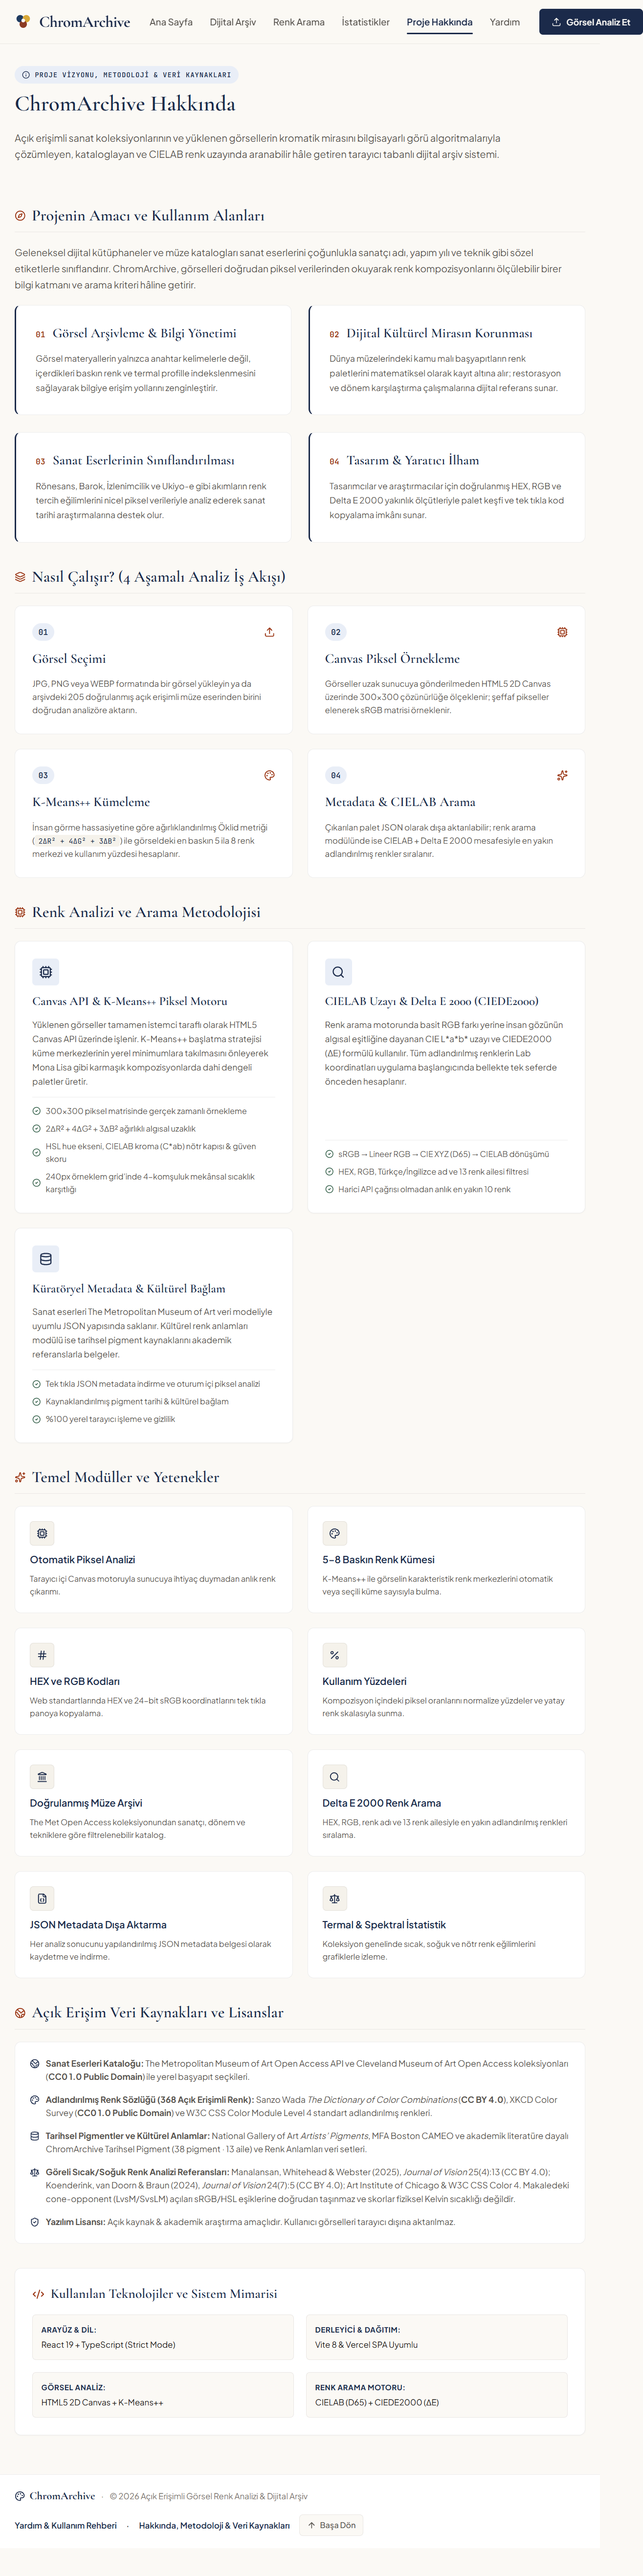 ChromArchive
Ana Sayfa
Dijital Arşiv
Renk Arama
İstatistikler
Proje Hakkında
Yardım
Görsel Analiz Et
PROJE VİZYONU, METODOLOJİ & VERİ KAYNAKLARI
ChromArchive Hakkında
Açık erişimli sanat koleksiyonlarının ve yüklenen görsellerin kromatik mirasını bilgisayarlı görü algoritmalarıyla
çözümleyen, kataloglayan ve CIELAB renk uzayında aranabilir hâle getiren tarayıcı tabanlı dijital arşiv sistemi.
Projenin Amacı ve Kullanım Alanları
Geleneksel dijital kütüphaneler ve müze katalogları sanat eserlerini çoğunlukla sanatçı adı, yapım yılı ve teknik gibi sözel
etiketlerle sınıflandırır. ChromArchive, görselleri doğrudan piksel verilerinden okuyarak renk kompozisyonlarını ölçülebilir birer
bilgi katmanı ve arama kriteri hâline getirir.
01 Görsel Arşivleme & Bilgi Yönetimi
Görsel materyallerin yalnızca anahtar kelimelerle değil,
içerdikleri baskın renk ve termal profille indekslenmesini
sağlayarak bilgiye erişim yollarını zenginleştirir.
02 Dijital Kültürel Mirasın Korunması
Dünya müzelerindeki kamu malı başyapıtların renk
paletlerini matematiksel olarak kayıt altına alır; restorasyon
ve dönem karşılaştırma çalışmalarına dijital referans sunar.
03 Sanat Eserlerinin Sınıflandırılması
Rönesans, Barok, İzlenimcilik ve Ukiyo-e gibi akımların renk
tercih eğilimlerini nicel piksel verileriyle analiz ederek sanat
tarihi araştırmalarına destek olur.
04 Tasarım & Yaratıcı İlham
Tasarımcılar ve araştırmacılar için doğrulanmış HEX, RGB ve
Delta E 2000 yakınlık ölçütleriyle palet keşfi ve tek tıkla kod
kopyalama imkânı sunar.
Nasıl Çalışır? (4 Aşamalı Analiz İş Akışı)
01
Görsel Seçimi
JPG, PNG veya WEBP formatında bir görsel yükleyin ya da
arşivdeki 205 doğrulanmış açık erişimli müze eserinden birini
doğrudan analizöre aktarın.
02
Canvas Piksel Örnekleme
Görseller uzak sunucuya gönderilmeden HTML5 2D Canvas
üzerinde 300×300 çözünürlüğe ölçeklenir; şeffaf pikseller
elenerek sRGB matrisi örneklenir.
03
K-Means++ Kümeleme
İnsan görme hassasiyetine göre ağırlıklandırılmış Öklid metriği
( 2ΔR² + 4ΔG² + 3ΔB² ) ile görseldeki en baskın 5 ila 8 renk
merkezi ve kullanım yüzdesi hesaplanır.
04
Metadata & CIELAB Arama
Çıkarılan palet JSON olarak dışa aktarılabilir; renk arama
modülünde ise CIELAB + Delta E 2000 mesafesiyle en yakın
adlandırılmış renkler sıralanır.
Renk Analizi ve Arama Metodolojisi
Canvas API & K-Means++ Piksel Motoru
Yüklenen görseller tamamen istemci taraflı olarak HTML5
Canvas API üzerinde işlenir. K-Means++ başlatma stratejisi
küme merkezlerinin yerel minimumlara takılmasını önleyerek
Mona Lisa gibi karmaşık kompozisyonlarda dahi dengeli
paletler üretir.
300×300 piksel matrisinde gerçek zamanlı örnekleme
2ΔR² + 4ΔG² + 3ΔB² ağırlıklı algısal uzaklık
HSL hue ekseni, CIELAB kroma (C*ab) nötr kapısı & güven
skoru
240px örneklem grid'inde 4-komşuluk mekânsal sıcaklık
karşıtlığı
CIELAB Uzayı & Delta E 2000 (CIEDE2000)
Renk arama motorunda basit RGB farkı yerine insan gözünün
algısal eşitliğine dayanan CIE L*a*b* uzayı ve CIEDE2000
(ΔE) formülü kullanılır. Tüm adlandırılmış renklerin Lab
koordinatları uygulama başlangıcında bellekte tek seferde
önceden hesaplanır.
sRGB → Lineer RGB → CIE XYZ (D65) → CIELAB dönüşümü
HEX, RGB, Türkçe/İngilizce ad ve 13 renk ailesi filtresi
Harici API çağrısı olmadan anlık en yakın 10 renk
Küratöryel Metadata & Kültürel Bağlam
Sanat eserleri The Metropolitan Museum of Art veri modeliyle
uyumlu JSON yapısında saklanır. Kültürel renk anlamları
modülü ise tarihsel pigment kaynaklarını akademik
referanslarla belgeler.
Tek tıkla JSON metadata indirme ve oturum içi piksel analizi
Kaynaklandırılmış pigment tarihi & kültürel bağlam
%100 yerel tarayıcı işleme ve gizlilik
Temel Modüller ve Yetenekler
Otomatik Piksel Analizi
Tarayıcı içi Canvas motoruyla sunucuya ihtiyaç duymadan anlık renk
çıkarımı.
5–8 Baskın Renk Kümesi
K-Means++ ile görselin karakteristik renk merkezlerini otomatik
veya seçili küme sayısıyla bulma.
HEX ve RGB Kodları
Web standartlarında HEX ve 24-bit sRGB koordinatlarını tek tıkla
panoya kopyalama.
Kullanım Yüzdeleri
Kompozisyon içindeki piksel oranlarını normalize yüzdeler ve yatay
renk skalasıyla sunma.
Doğrulanmış Müze Arşivi
The Met Open Access koleksiyonundan sanatçı, dönem ve
tekniklere göre filtrelenebilir katalog.
Delta E 2000 Renk Arama
HEX, RGB, renk adı ve 13 renk ailesiyle en yakın adlandırılmış renkleri
sıralama.
JSON Metadata Dışa Aktarma
Her analiz sonucunu yapılandırılmış JSON metadata belgesi olarak
kaydetme ve indirme.
Termal & Spektral İstatistik
Koleksiyon genelinde sıcak, soğuk ve nötr renk eğilimlerini
grafiklerle izleme.
Açık Erişim Veri Kaynakları ve Lisanslar
Sanat Eserleri Kataloğu: The Metropolitan Museum of Art Open Access API ve Cleveland Museum of Art Open Access koleksiyonları
(CC0 1.0 Public Domain) ile yerel başyapıt seçkileri.
Adlandırılmış Renk Sözlüğü (368 Açık Erişimli Renk): Sanzo Wada The Dictionary of Color Combinations (CC BY 4.0), XKCD Color
Survey (CC0 1.0 Public Domain) ve W3C CSS Color Module Level 4 standart adlandırılmış renkleri.
Tarihsel Pigmentler ve Kültürel Anlamlar: National Gallery of Art Artists' Pigments, MFA Boston CAMEO ve akademik literatüre dayalı
ChromArchive Tarihsel Pigment (38 pigment · 13 aile) ve Renk Anlamları veri setleri.
Göreli Sıcak/Soğuk Renk Analizi Referansları: Manalansan, Whitehead & Webster (2025), Journal of Vision 25(4):13 (CC BY 4.0);
Koenderink, van Doorn & Braun (2024), Journal of Vision 24(7):5 (CC BY 4.0); Art Institute of Chicago & W3C CSS Color 4. Makaledeki
cone-opponent (LvsM/SvsLM) açıları sRGB/HSL eşiklerine doğrudan taşınmaz ve skorlar fiziksel Kelvin sıcaklığı değildir.
Yazılım Lisansı: Açık kaynak & akademik araştırma amaçlıdır. Kullanıcı görselleri tarayıcı dışına aktarılmaz.
Kullanılan Teknolojiler ve Sistem Mimarisi
ARAYÜZ & DİL:
React 19 + TypeScript (Strict Mode)
DERLEYİCİ & DAĞITIM:
Vite 8 & Vercel SPA Uyumlu
GÖRSEL ANALİZ:
HTML5 2D Canvas + K-Means++
RENK ARAMA MOTORU:
CIELAB (D65) + CIEDE2000 (ΔE)
ChromArchive · © 2026 Açık Erişimli Görsel Renk Analizi & Dijital Arşiv
Yardım & Kullanım Rehberi · Hakkında, Metodoloji & Veri Kaynakları
Başa Dön